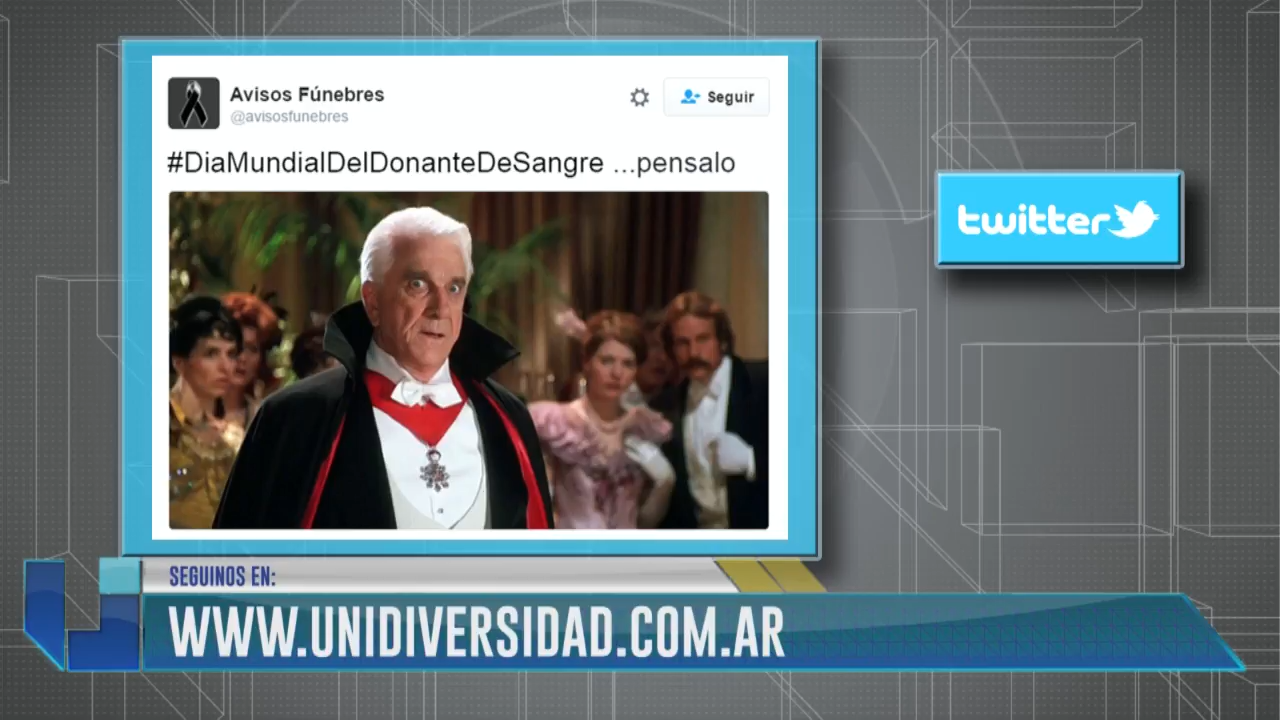 Avisos Fúnebres
@avisosfunebres
Seguir
#DiaMundialDelDonanteDeSangre ...pensalo
twitter
SEGUINOS EN:
WWW.UNIDIVERSIDAD.COM.AR